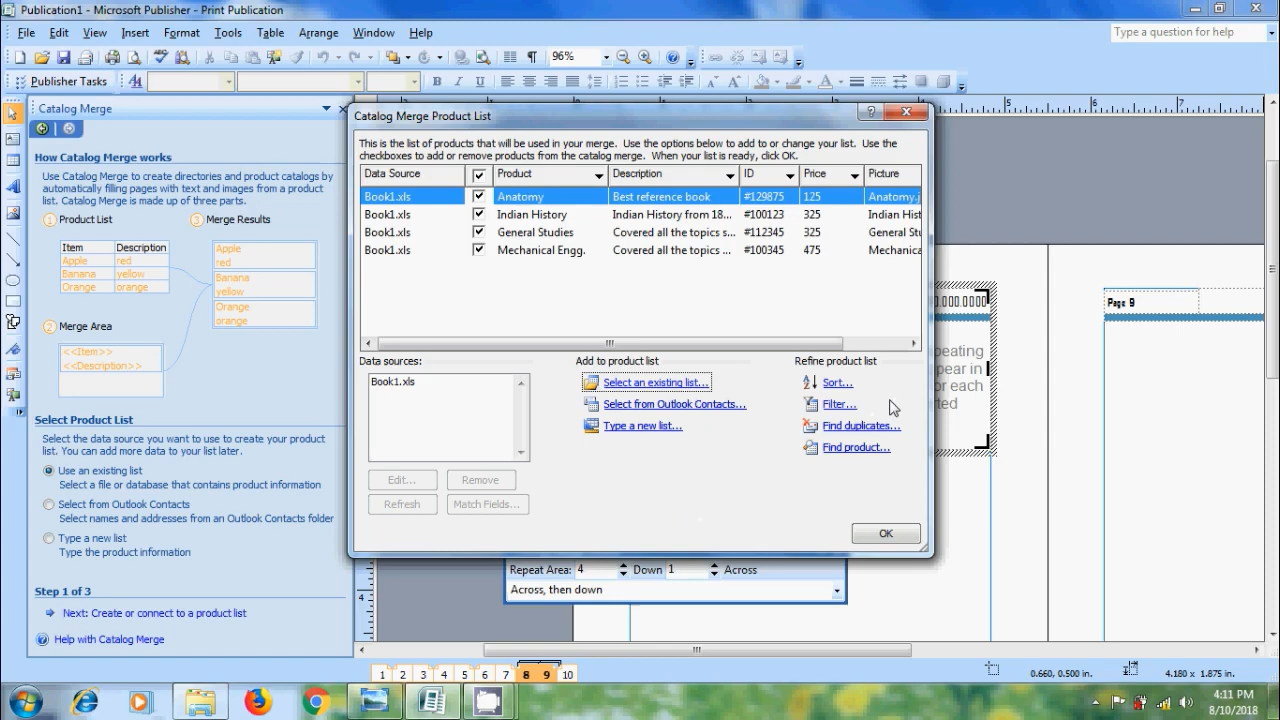 Publication1 - Microsoft Publisher - Print Publication
File Edit View Insert Format Tools Table Arrange Window Help
Type a question for help
96%
Publisher Tasks
B I U
Catalog Merge
How Catalog Merge works
Use Catalog Merge to create directories and product catalogs by
automatically filling pages with text and images from a product
list. Catalog Merge is made up of three parts.
1 Product List
3 Merge Results
Item Description
Apple red
Banana yellow
Orange orange
Apple
red
Banana
yellow
Orange
orange
2 Merge Area
<<Item>>
<<Description>>
Select Product List
Select the data source you want to use to create your product
list. You can add more data to your list later.
Use an existing list
Select a file or database that contains product information
Select from Outlook Contacts
Select names and addresses from an Outlook Contacts folder
Type a new list
Type the product information
Step 1 of 3
Next: Create or connect to a product list
Help with Catalog Merge
Catalog Merge Product List
This is the list of products that will be used in your merge. Use the options below to add to or change your list. Use the
checkboxes to add or remove products from the catalog merge. When your list is ready, click OK.
Data Source Product Description ID Price Picture
Book1.xls Anatomy Best reference book #129875 125 Anatomy.j
Book1.xls Indian History Indian History from 18... #100123 325 Indian Hist
Book1.xls General Studies Covered all the topics s... #112345 325 General Stu
Book1.xls Mechanical Engg. Covered all the topics ... #100345 475 Mechanica
Data sources:
Book1.xls
Edit... Remove
Refresh Match Fields...
Add to product list
Select an existing list...
Select from Outlook Contacts...
Type a new list...
Refine product list
Sort...
Filter...
Find duplicates...
Find product...
OK
Repeat Area: 4 Down 1 Across
Across, then down
5 6 7
4
Page 9
peating
pear in
or each
ted
1 2 3 4 5 6 7 8 9 10
0.660, 0.500 in.
4.180 x 1.875 in.
4:11 PM
8/10/2018